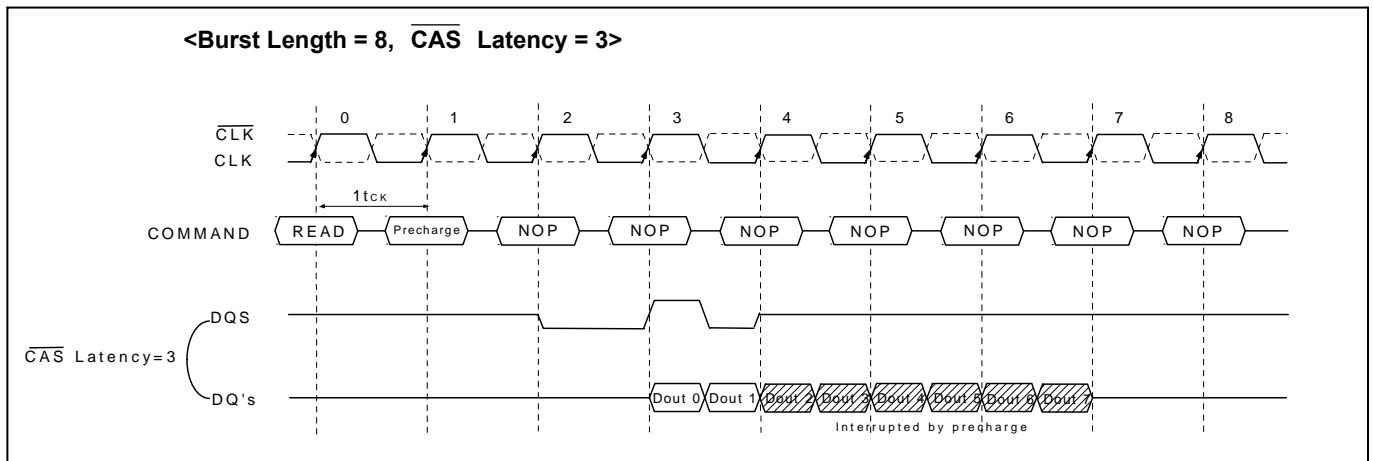 <Burst Length = 8, CAS Latency = 3>
0 1 2 3 4 5 6 7 8
CLK
CLK
1tCK
COMMAND READ Precharge NOP NOP NOP NOP NOP NOP NOP
DQS
CAS Latency=3
DQ's Dout 0 Dout 1 Dout 2 Dout 3 Dout 4 Dout 5 Dout 6 Dout 7
Interrupted by precharge